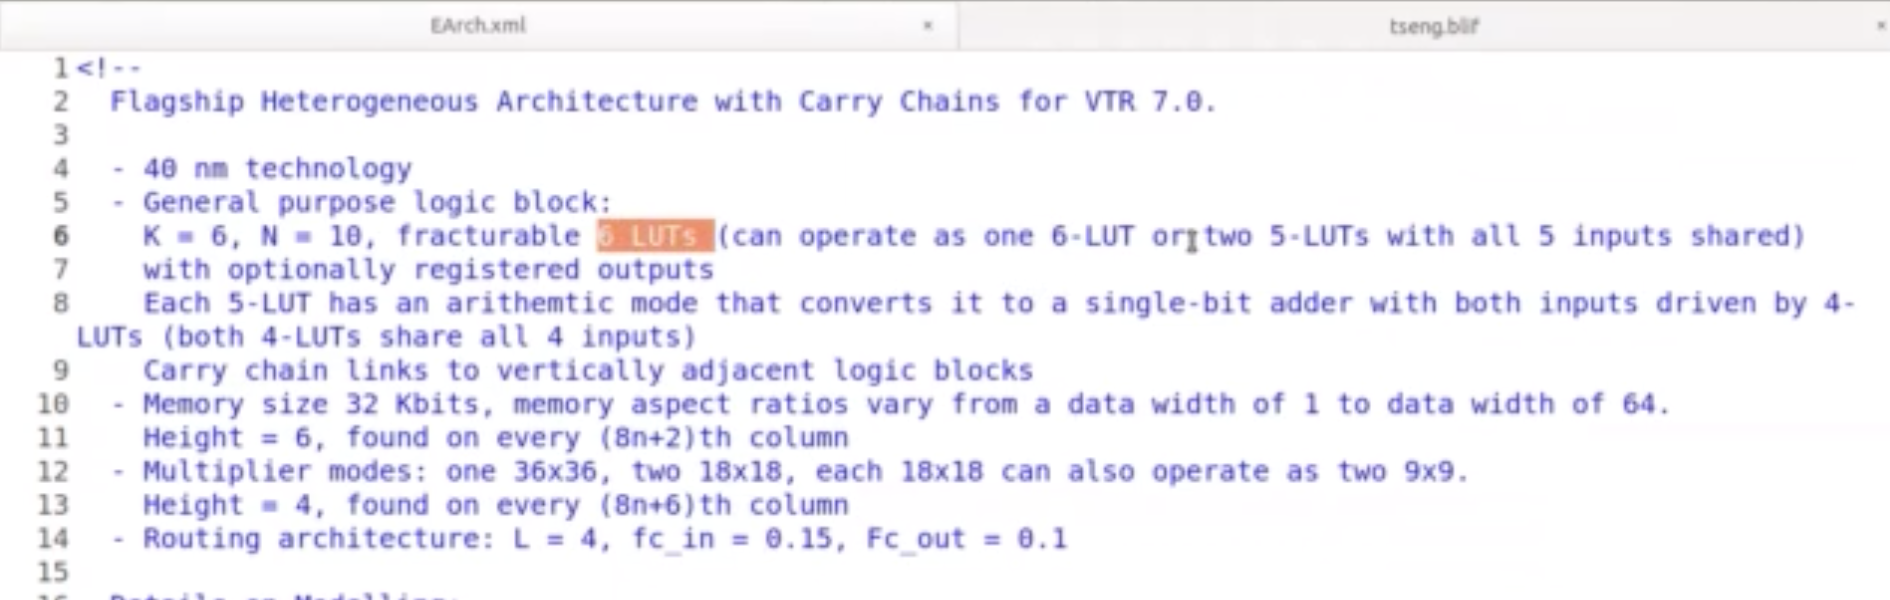 EArch.xml × tseng.blif ×
1 <!--
2 Flagship Heterogeneous Architecture with Carry Chains for VTR 7.0.
3
4 - 40 nm technology
5 - General purpose logic block:
6 K = 6, N = 10, fracturable 6 LUTs (can operate as one 6-LUT or two 5-LUTs with all 5 inputs shared)
7 with optionally registered outputs
8 Each 5-LUT has an arithemtic mode that converts it to a single-bit adder with both inputs driven by 4-
LUTs (both 4-LUTs share all 4 inputs)
9 Carry chain links to vertically adjacent logic blocks
10 - Memory size 32 Kbits, memory aspect ratios vary from a data width of 1 to data width of 64.
11 Height = 6, found on every (8n+2)th column
12 - Multiplier modes: one 36x36, two 18x18, each 18x18 can also operate as two 9x9.
13 Height = 4, found on every (8n+6)th column
14 - Routing architecture: L = 4, fc_in = 0.15, Fc_out = 0.1
15
16 Details on Modelling: